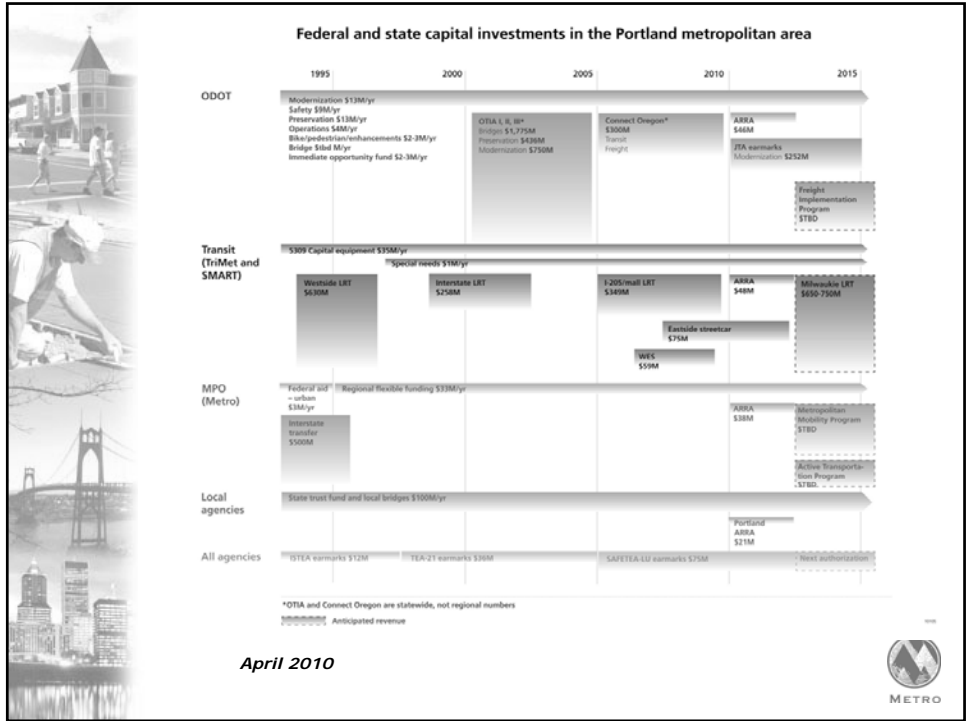 Federal and state capital investments in the Portland metropolitan area
1995
2000
2005
2010
2015
ODOT
Modernization $13M/yr
Safety $9M/yr
Preservation $13M/yr
Operations $4M/yr
Bike/pedestrian/enhancements $2-3M/yr
Bridge $tbd M/yr
Immediate opportunity fund $2-3M/yr
OTIA I, II, III*
Bridges $1,775M
Preservation $436M
Modernization $750M
Connect Oregon*
$300M
Transit
Freight
ARRA
$46M
JTA earmarks
Modernization $252M
Freight
Implementation
Program
$TBD
Transit
(TriMet and
SMART)
5309 Capital equipment $35M/yr
Special needs $1M/yr
Westside LRT
$630M
Interstate LRT
$258M
I-205/mall LRT
$349M
ARRA
$48M
Milwaukie LRT
$650-750M
Eastside streetcar
$75M
WES
$59M
MPO
(Metro)
Federal aid
– urban
$3M/yr
Regional flexible funding $33M/yr
Interstate
transfer
$500M
ARRA
$38M
Metropolitan
Mobility Program
$TBD
Active Transporta-
tion Program
$TBD
Local
agencies
State trust fund and local bridges $100M/yr
Portland
ARRA
$21M
All agencies
ISTEA earmarks $12M
TEA-21 earmarks $36M
SAFETEA-LU earmarks $75M
Next authorization
*OTIA and Connect Oregon are statewide, not regional numbers
Anticipated revenue
April 2010
METRO